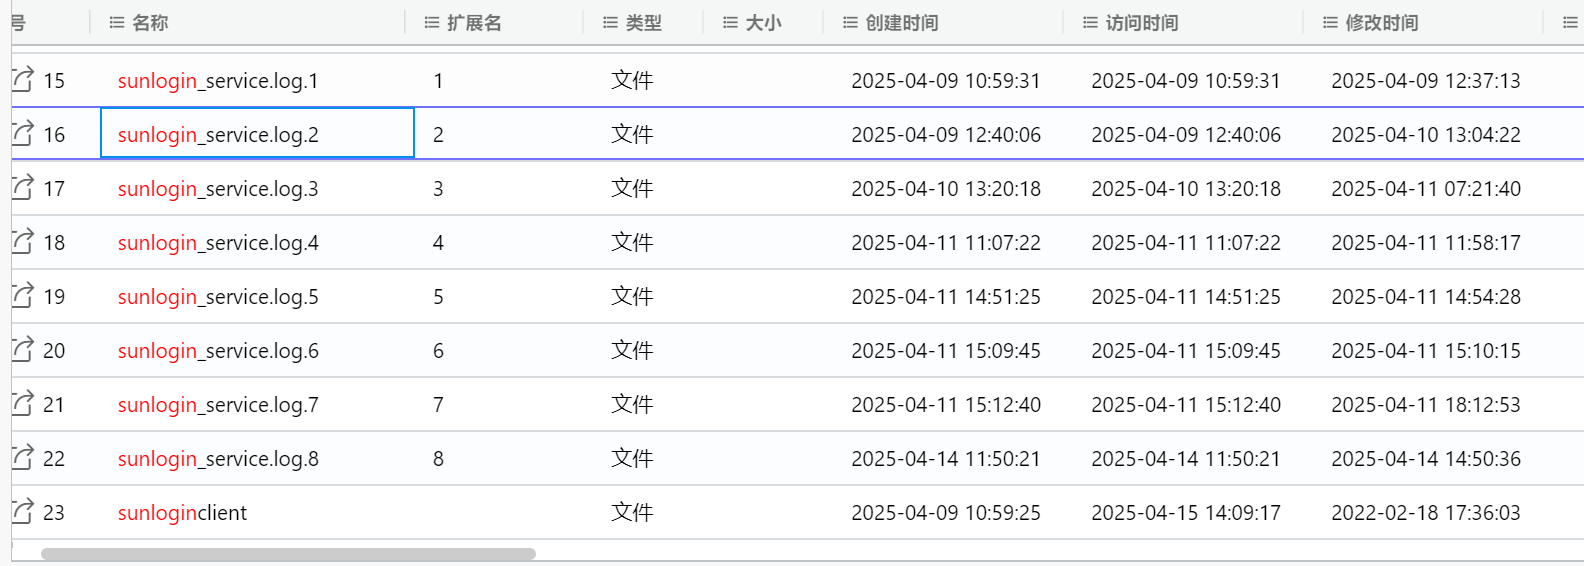 号 名称 扩展名 类型 大小 创建时间 访问时间 修改时间
15 sunlogin_service.log.1 1 文件 2025-04-09 10:59:31 2025-04-09 10:59:31 2025-04-09 12:37:13
16 sunlogin_service.log.2 2 文件 2025-04-09 12:40:06 2025-04-09 12:40:06 2025-04-10 13:04:22
17 sunlogin_service.log.3 3 文件 2025-04-10 13:20:18 2025-04-10 13:20:18 2025-04-11 07:21:40
18 sunlogin_service.log.4 4 文件 2025-04-11 11:07:22 2025-04-11 11:07:22 2025-04-11 11:58:17
19 sunlogin_service.log.5 5 文件 2025-04-11 14:51:25 2025-04-11 14:51:25 2025-04-11 14:54:28
20 sunlogin_service.log.6 6 文件 2025-04-11 15:09:45 2025-04-11 15:09:45 2025-04-11 15:10:15
21 sunlogin_service.log.7 7 文件 2025-04-11 15:12:40 2025-04-11 15:12:40 2025-04-11 18:12:53
22 sunlogin_service.log.8 8 文件 2025-04-14 11:50:21 2025-04-14 11:50:21 2025-04-14 14:50:36
23 sunloginclient 文件 2025-04-09 10:59:25 2025-04-15 14:09:17 2022-02-18 17:36:03